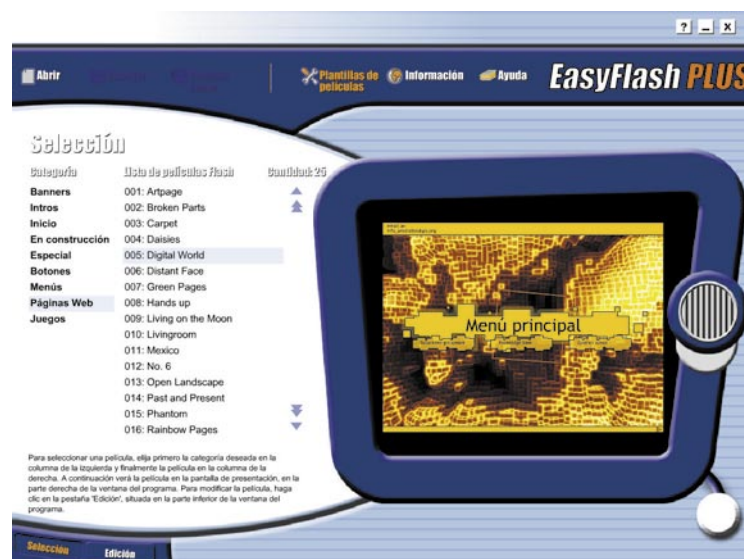 ? _ X
Abrir
Plantillas de películas
Información
Ayuda
EasyFlash PLUS
Selección
Categoría
Lista de películas Flash
Cantidad: 25
Banners
Intros
Inicio
En construcción
Especial
Botones
Menús
Páginas Web
Juegos
001: Artpage
002: Broken Parts
003: Carpet
004: Daisies
005: Digital World
006: Distant Face
007: Green Pages
008: Hands up
009: Living on the Moon
010: Livingroom
011: Mexico
012: No. 6
013: Open Landscape
014: Past and Present
015: Phantom
016: Rainbow Pages
Menú principal
Para seleccionar una película, elija primero la categoría deseada en la
columna de la izquierda y finalmente la película en la columna de la
derecha. A continuación verá la película en la pantalla de presentación, en la
parte derecha de la ventana del programa. Para modificar la película, haga
clic en la pestaña 'Edición', situada en la parte inferior de la ventana del
programa.
Selección
Edición